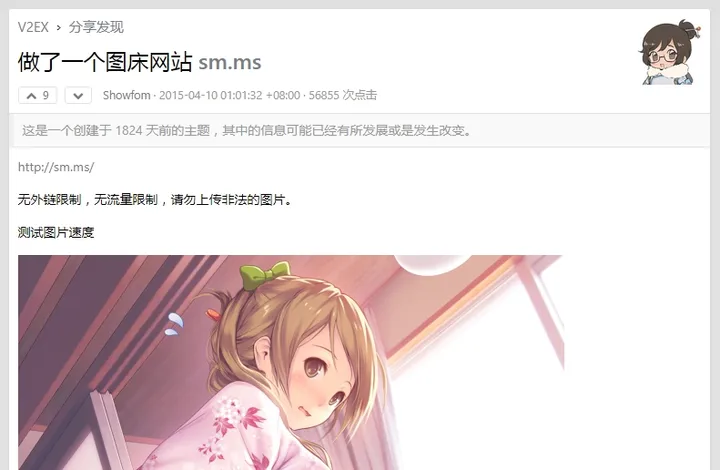 V2EX › 分享发现
做了一个图床网站 sm.ms
9 Showfom · 2015-04-10 01:01:32 +08:00 · 56855 次点击
这是一个创建于 1824 天前的主题，其中的信息可能已经有所发展或是发生改变。
http://sm.ms/
无外链限制，无流量限制，请勿上传非法的图片。
测试图片速度